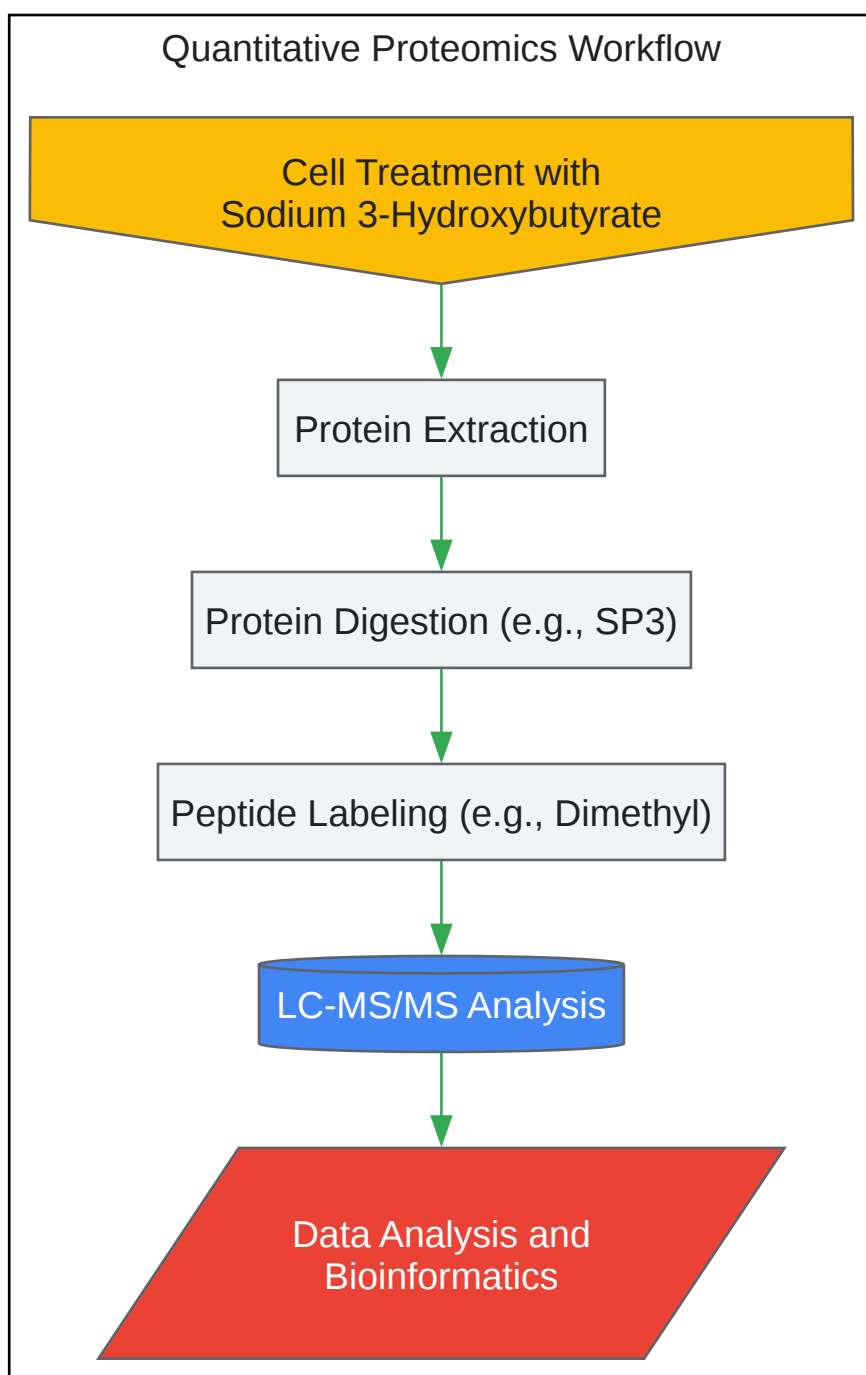 Quantitative Proteomics Workflow
Cell Treatment with
Sodium 3-Hydroxybutyrate
Protein Extraction
Protein Digestion (e.g., SP3)
Peptide Labeling (e.g., Dimethyl)
LC-MS/MS Analysis
Data Analysis and
Bioinformatics